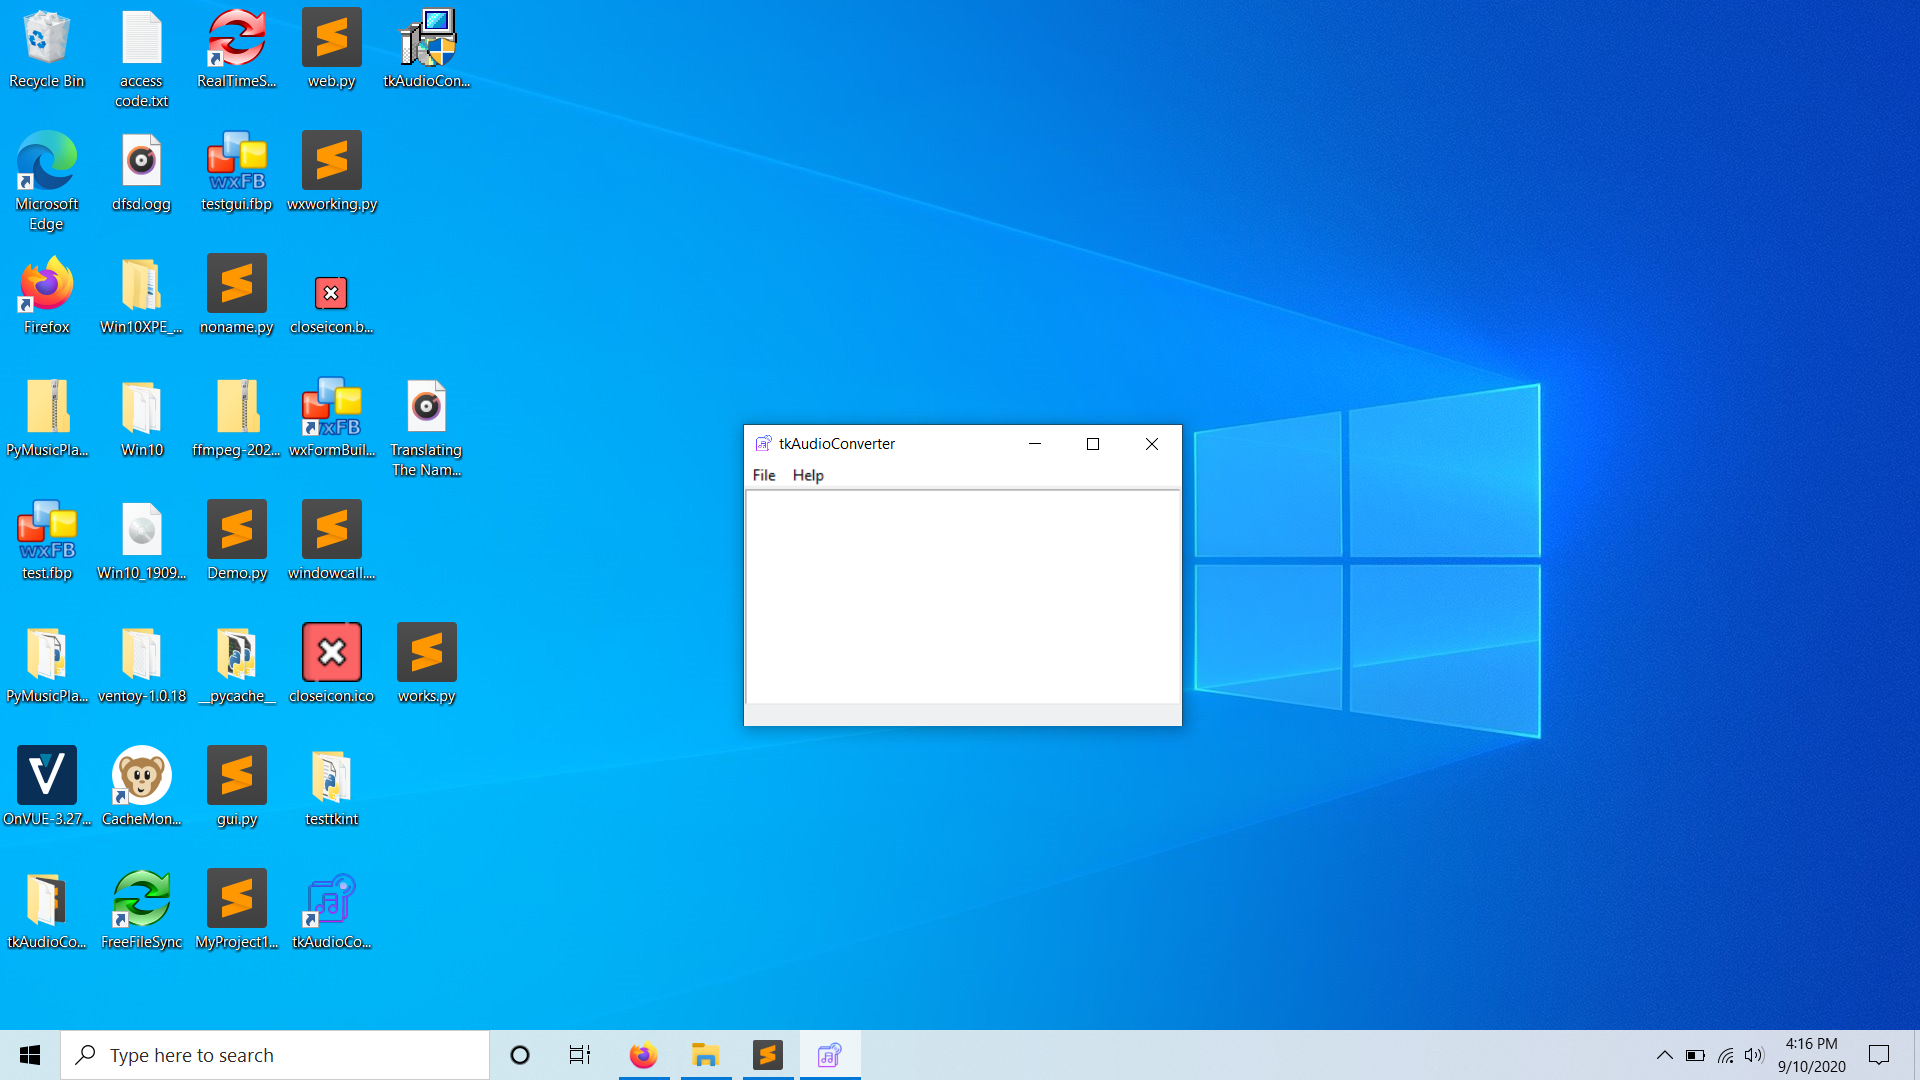 Recycle Bin
access
code.txt
RealTimeS...
web.py
tkAudioCon...
Microsoft
Edge
dfsd.ogg
wxFB
testgui.fbp
wxworking.py
Firefox
Win10XPE_...
noname.py
closeicon.b...
PyMusicPla...
Win10
ffmpeg-202...
wxFB
wxFormBuil...
Translating
The Nam...
wxFB
test.fbp
Win10_1909...
Demo.py
windowcall....
PyMusicPla...
ventoy-1.0.18
__pycache__
closeicon.ico
works.py
OnVUE-3.27...
CacheMon...
gui.py
testtkint
tkAudioCo...
FreeFileSync
MyProject1...
tkAudioCo...
tkAudioConverter
File Help
Type here to search
4:16 PM
9/10/2020